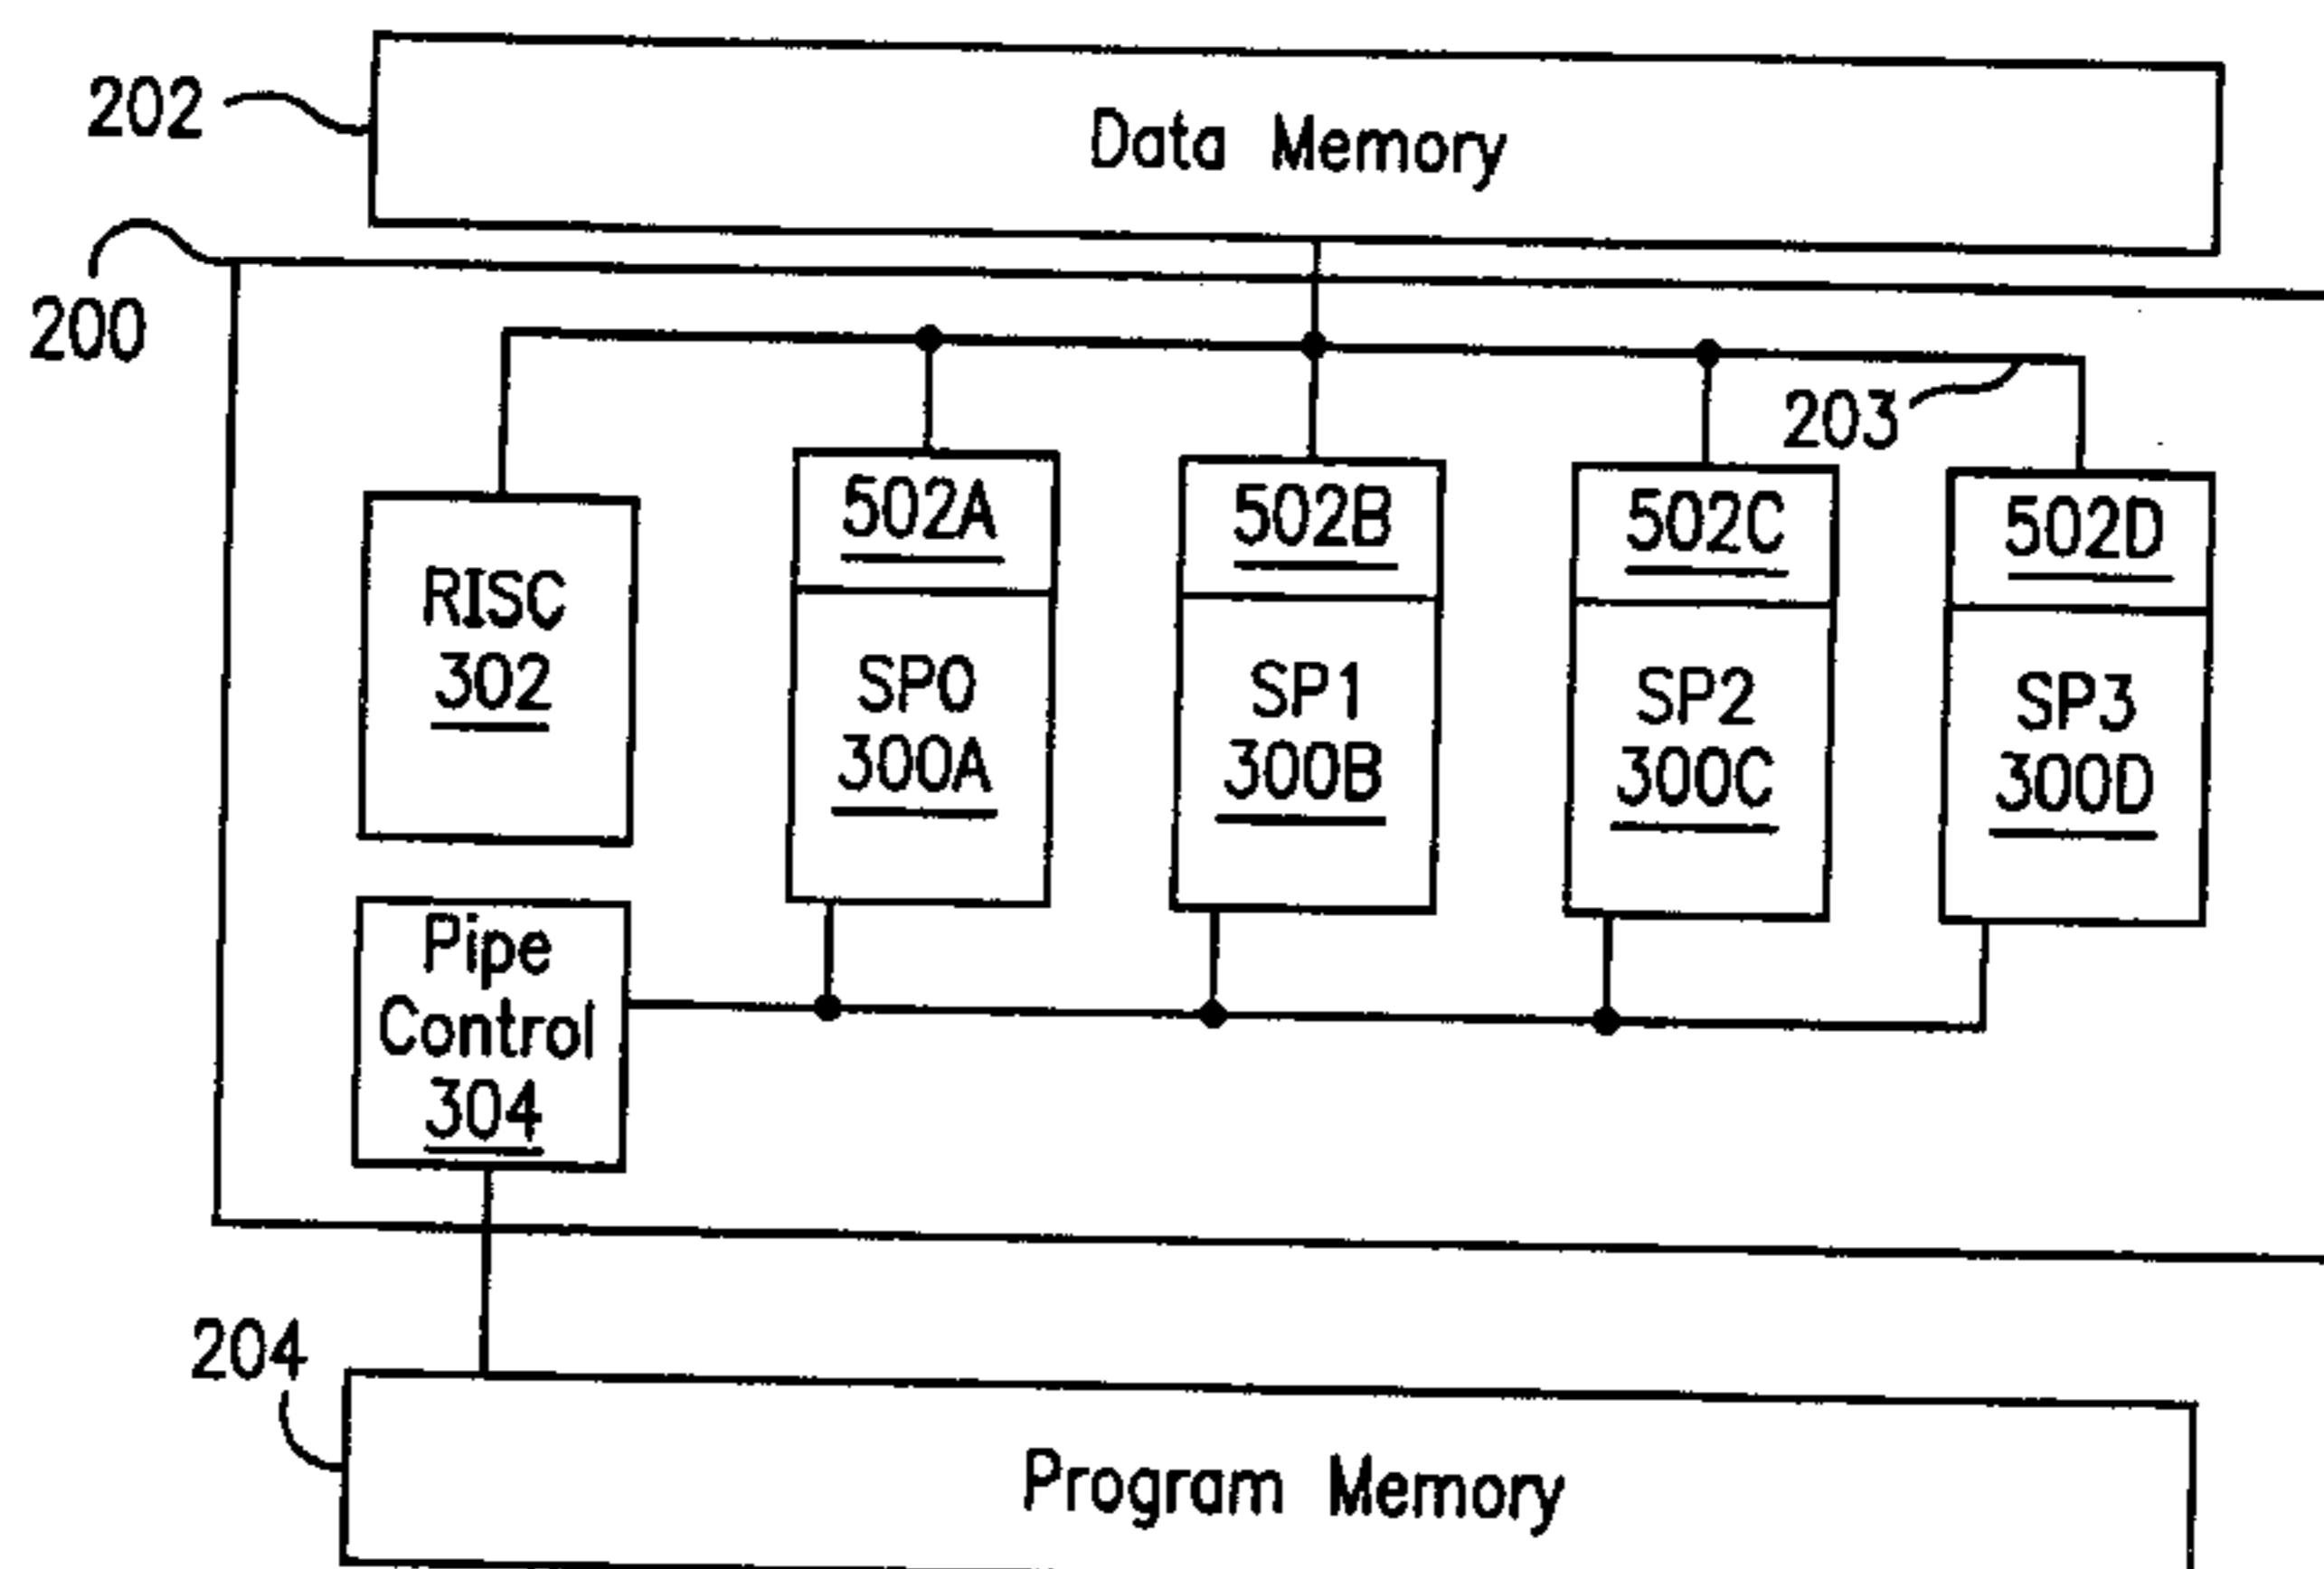 202
Data Memory
200
203
502A
502B
502C
502D
RISC
302
SP0
300A
SP1
300B
SP2
300C
SP3
300D
Pipe
Control
304
204
Program Memory